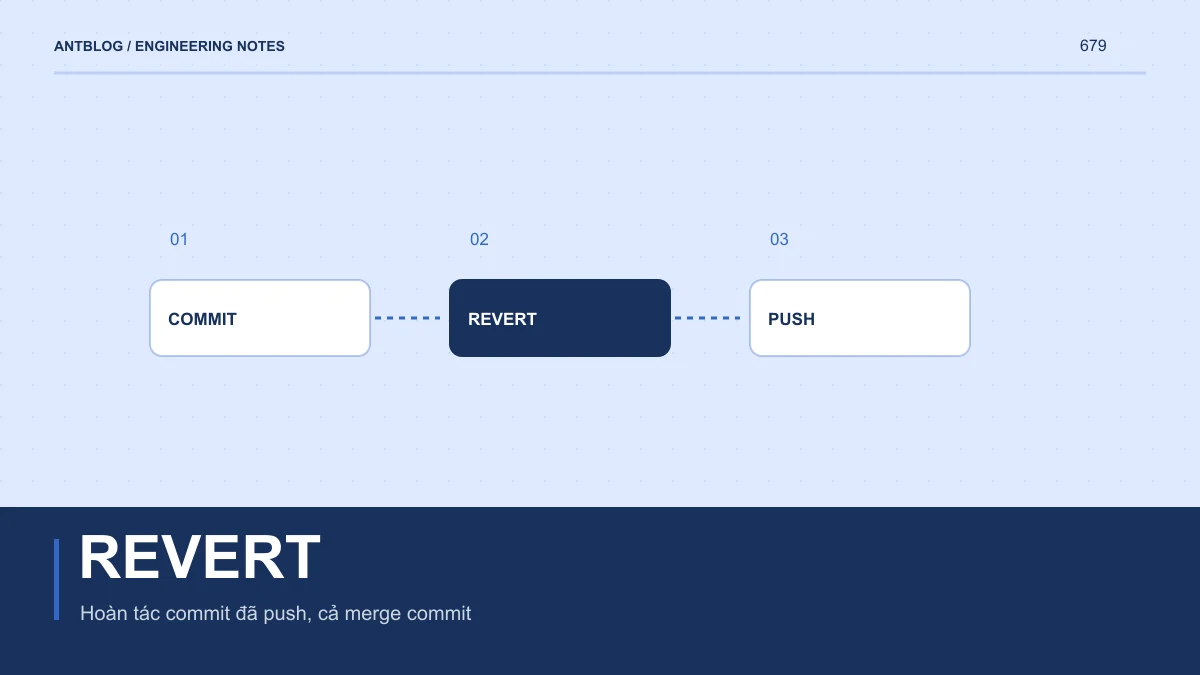 ANTBLOG / ENGINEERING NOTES
679
01
02
03
COMMIT
REVERT
PUSH
REVERT
Hoàn tác commit đã push, cả merge commit